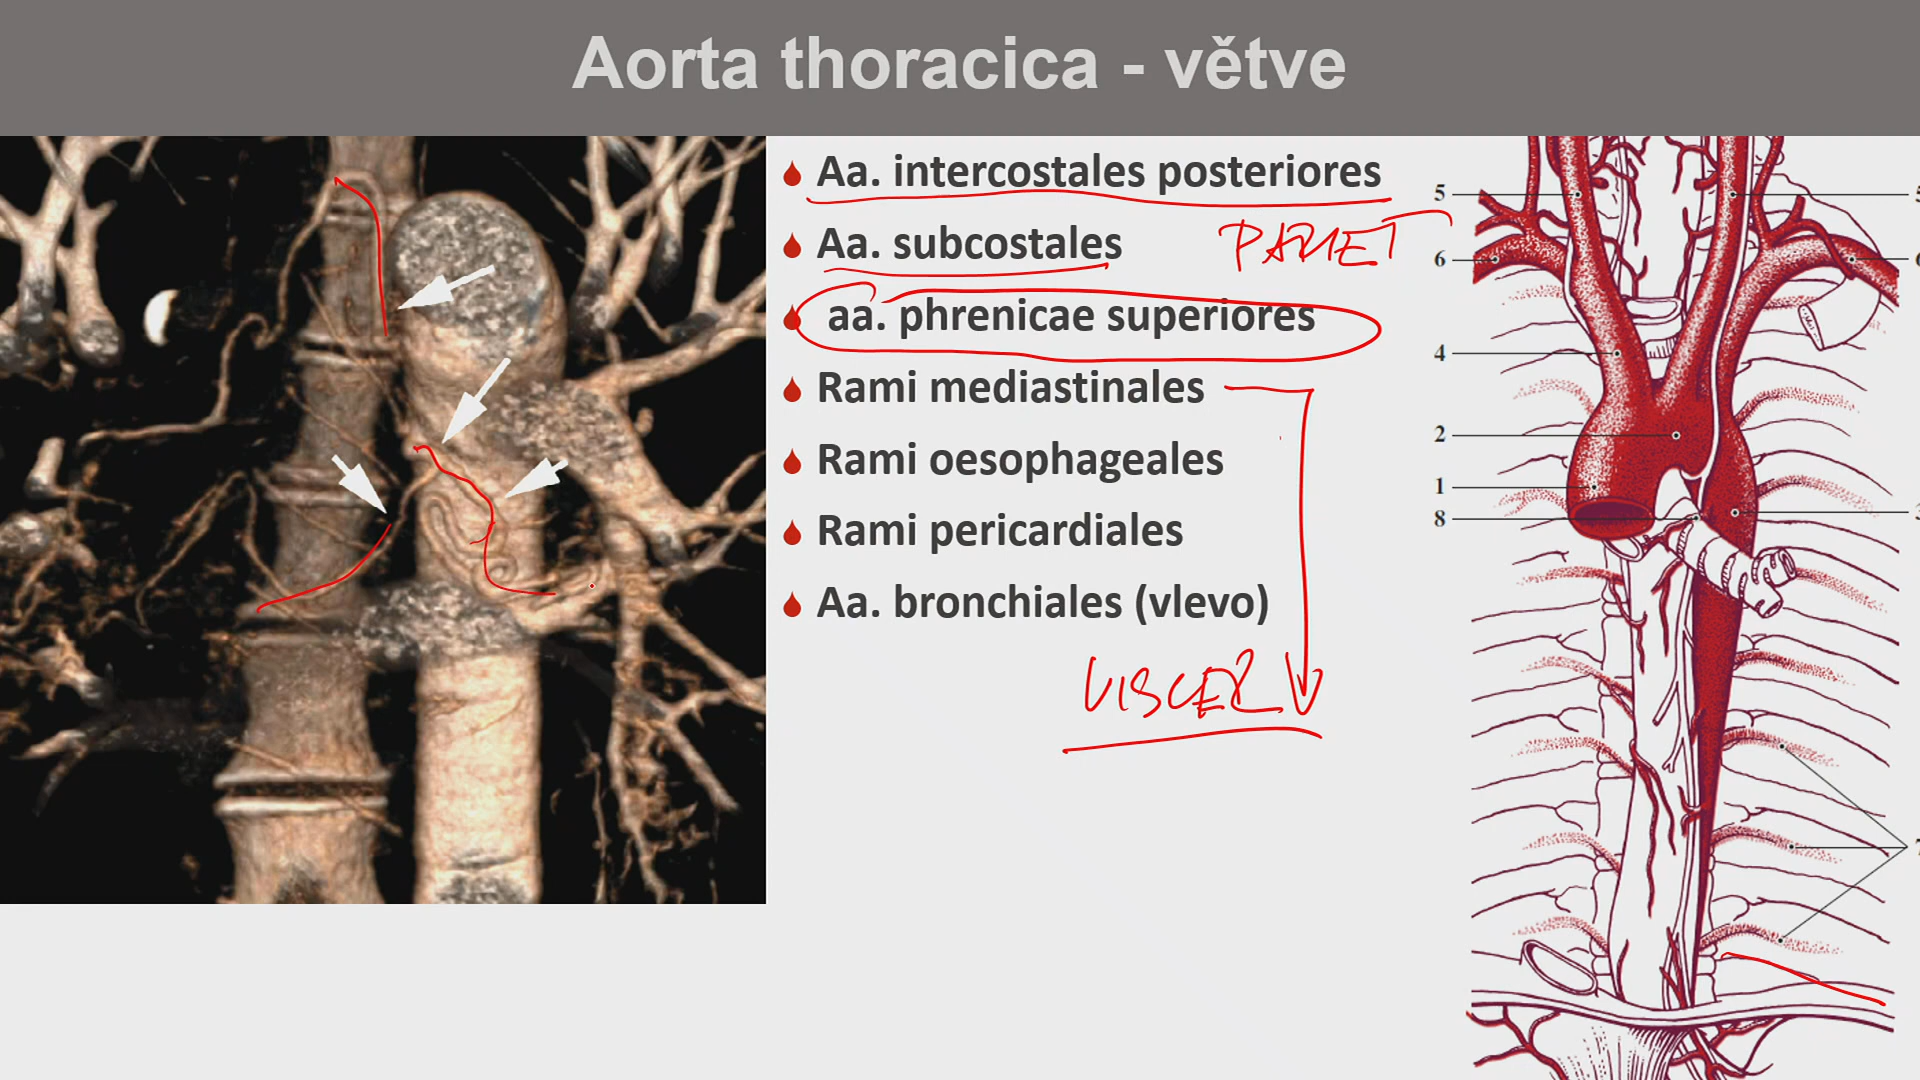 Aorta thoracica - větve
Aa. intercostales posteriores
Aa. subcostales
PARIET
aa. phrenicae superiores
Rami mediastinales
Rami oesophageales
Rami pericardiales
Aa. bronchiales (vlevo)
VISCER
5
6
4
2
1
8